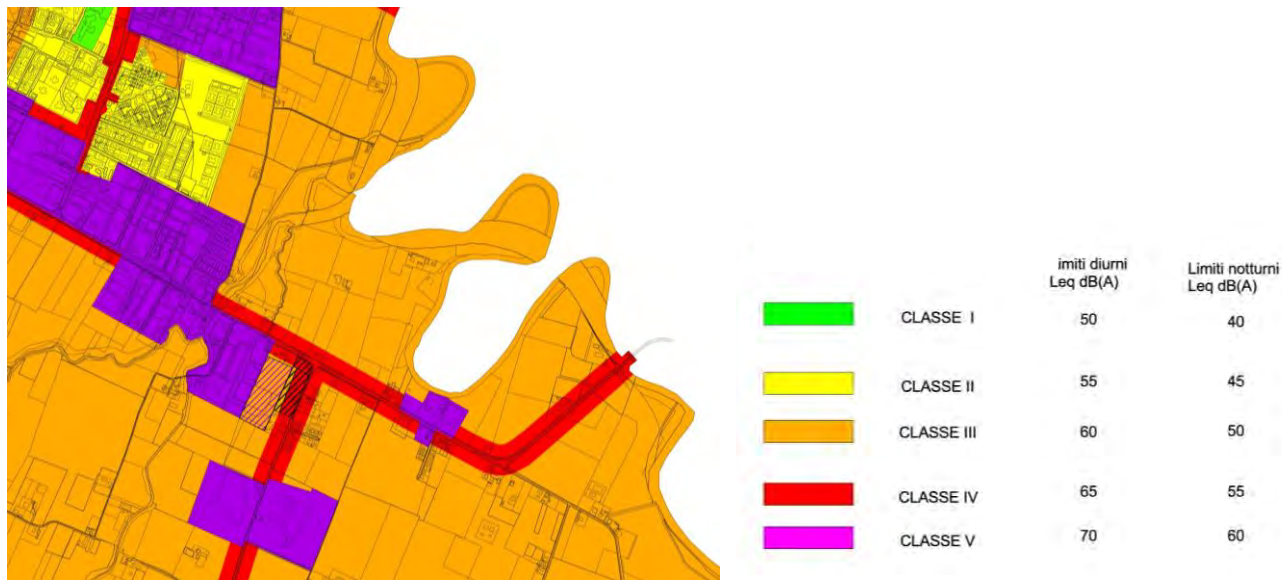 imiti diurni Limiti notturni
Leq dB(A) Leq dB(A)
CLASSE I 50 40
CLASSE II 55 45
CLASSE III 60 50
CLASSE IV 65 55
CLASSE V 70 60